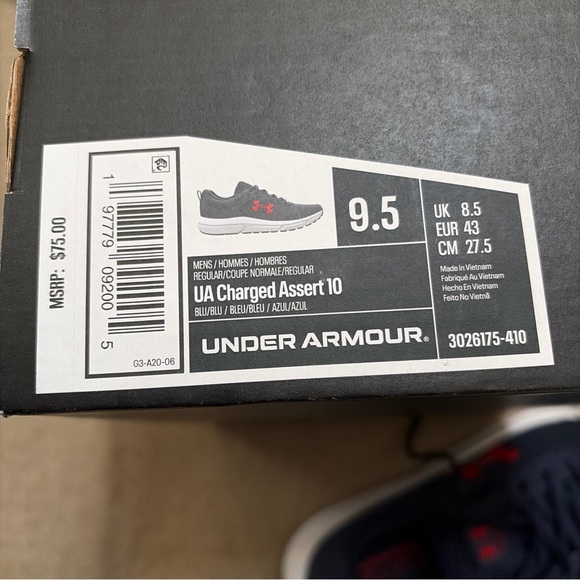 MSRP: $75.00
1 97779 09200 5
G3-A20-06
9.5
MENS / HOMMES / HOMBRES
REGULAR/COUPE NORMALE/REGULAR
UA Charged Assert 10
BLU/BLU / BLEU/BLEU / AZUL/AZUL
UNDER ARMOUR®
UK 8.5
EUR 43
CM 27.5
Made in Vietnam
Fabriqué Au Vietnam
Hecho En Vietnam
Feito No Vietnã
3026175-410